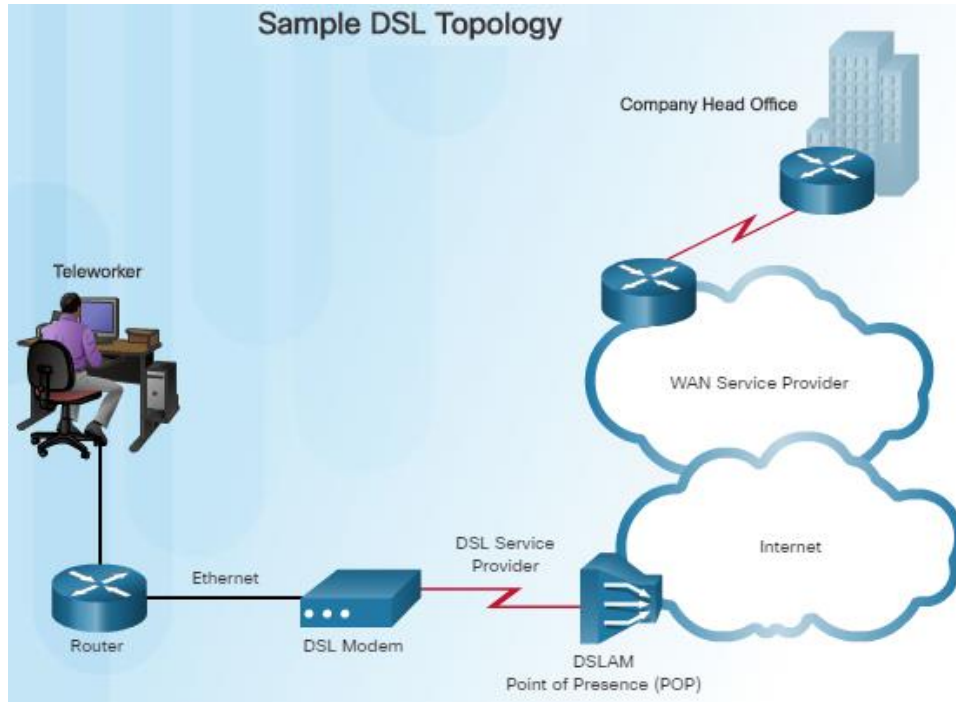 Sample DSL Topology
Company Head Office
Teleworker
WAN Service Provider
Internet
DSL Service
Provider
Ethernet
Router
DSL Modem
DSLAM
Point of Presence (POP)